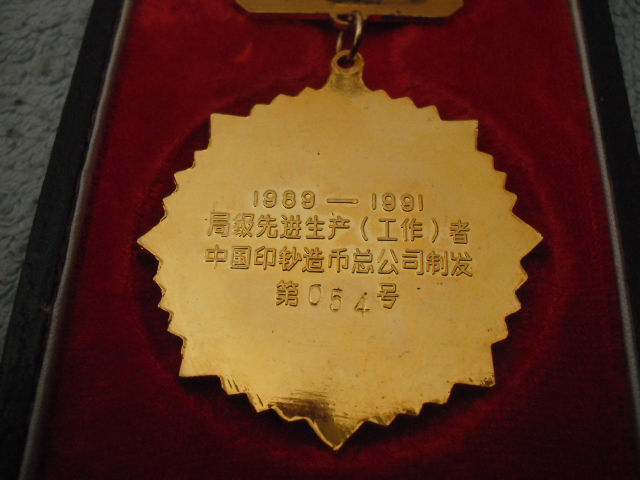 1989—1991
局级先进生产(工作)者
中国印钞造币总公司制发
第064号